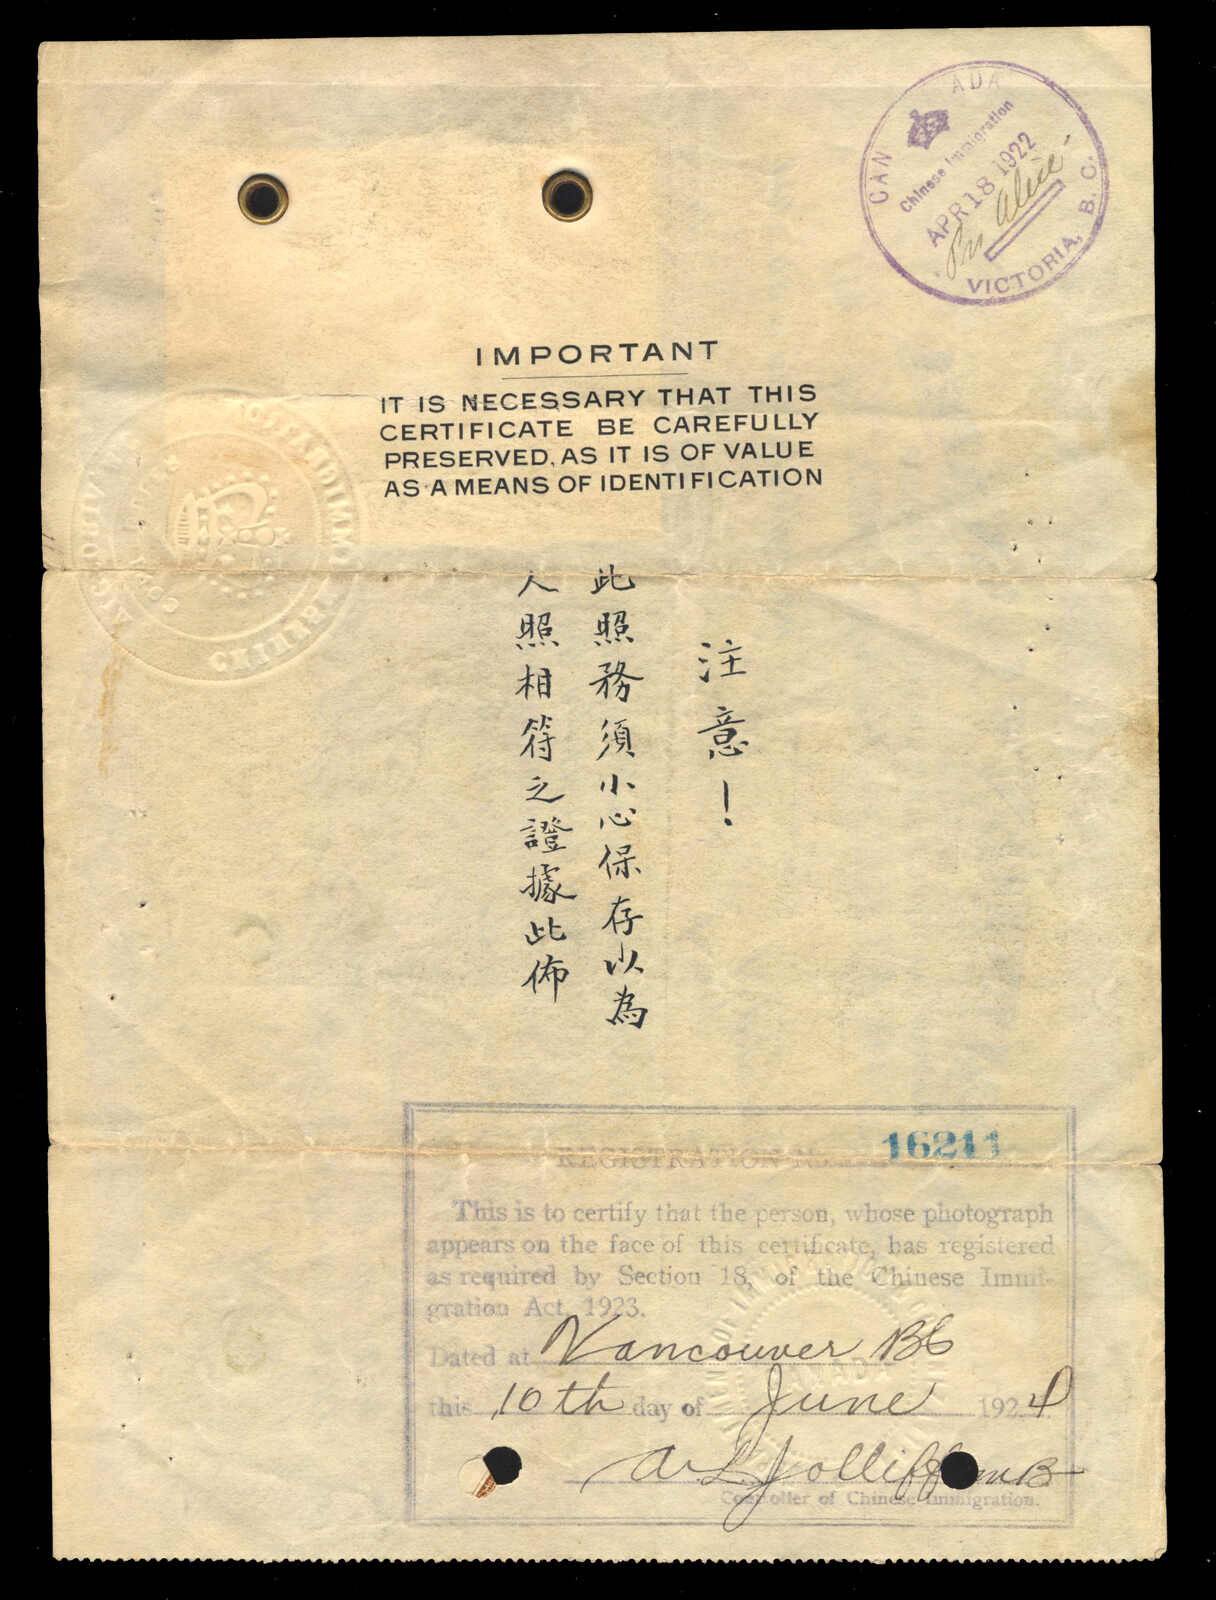 CANADA
Chinese Immigration
APR 18 1922
VICTORIA, B.C.
IMPORTANT
IT IS NECESSARY THAT THIS
CERTIFICATE BE CAREFULLY
PRESERVED, AS IT IS OF VALUE
AS A MEANS OF IDENTIFICATION
注意！
此照務須小心保存以為
人照相符之證據此佈
REGISTRATION No. 16211
This is to certify that the person, whose photograph
appears on the face of this certificate, has registered
as required by Section 18, of the Chinese Immi-
gration Act, 1923.
Dated at Vancouver BC
this 10th day of June 1924
A. L. Jolliffe
Controller of Chinese Immigration.